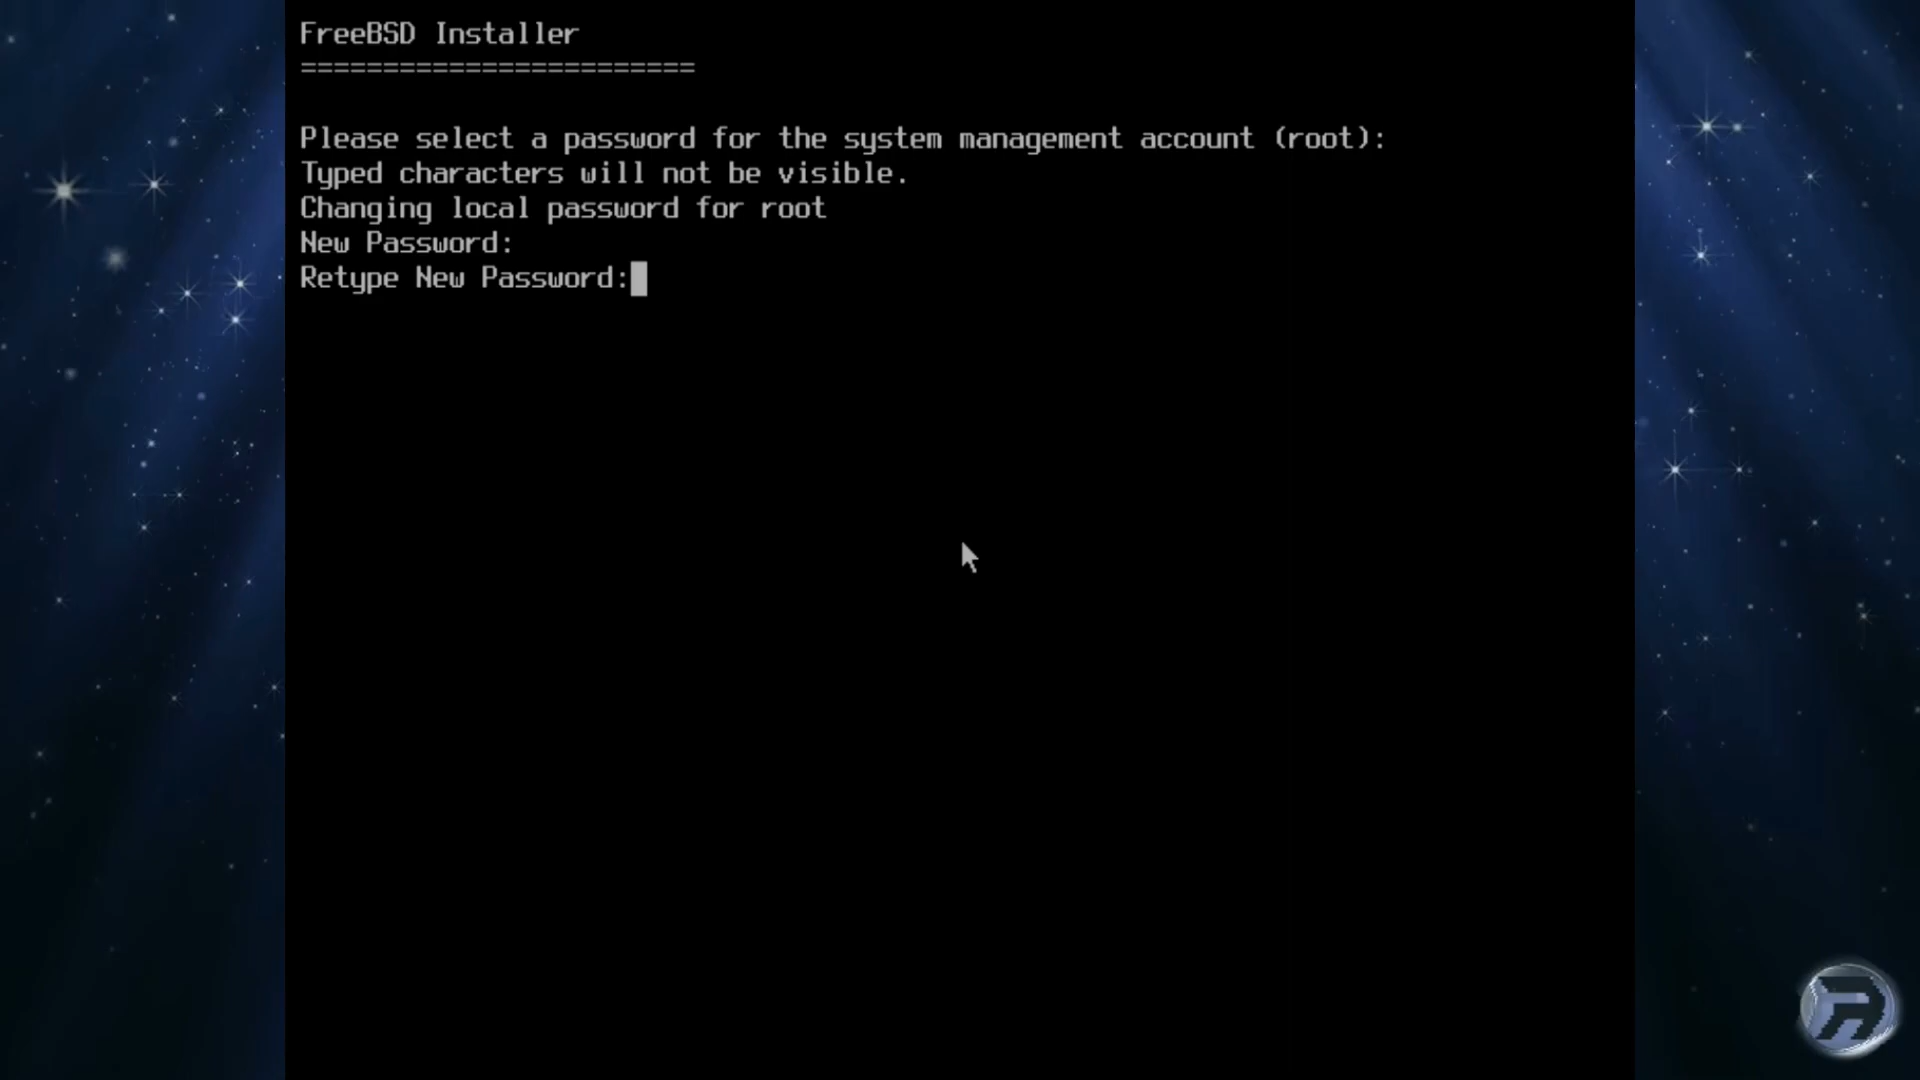 FreeBSD Installer
========================
Please select a password for the system management account (root):
Typed characters will not be visible.
Changing local password for root
New Password:
Retype New Password: